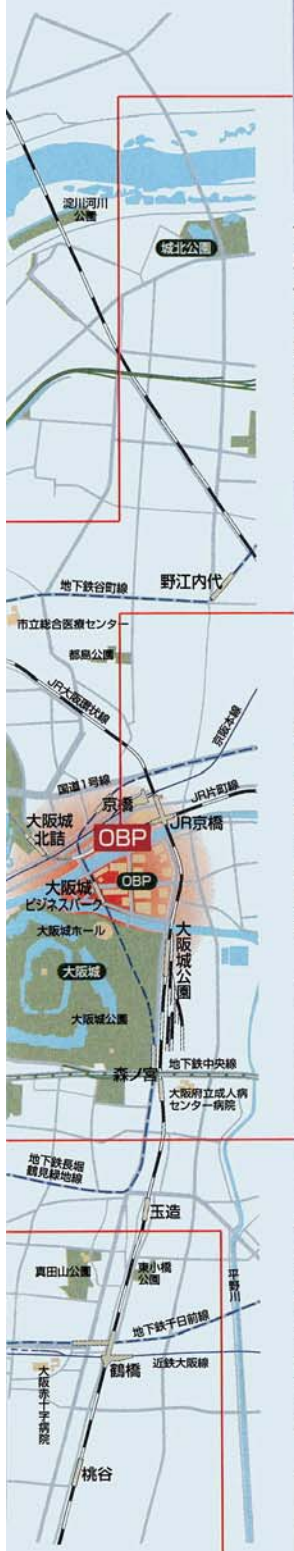 淀川河川
公園
城北公園
野江内代
地下鉄谷町線
市立総合医療センター
都島公園
JR大阪環状線
京阪本線
国道1号線
京橋
JR片町線
大阪城
北詰
OBP
JR京橋
大阪城
ビジネスパーク
OBP
大阪城ホール
大阪城公園
大阪城
大阪城公園
森ノ宮
地下鉄中央線
大阪府立成人病
センター病院
地下鉄長堀
鶴見緑地線
玉造
真田山公園
東小橋
公園
平野川
地下鉄千日前線
近鉄大阪線
鶴橋
大阪赤十字病院
桃谷